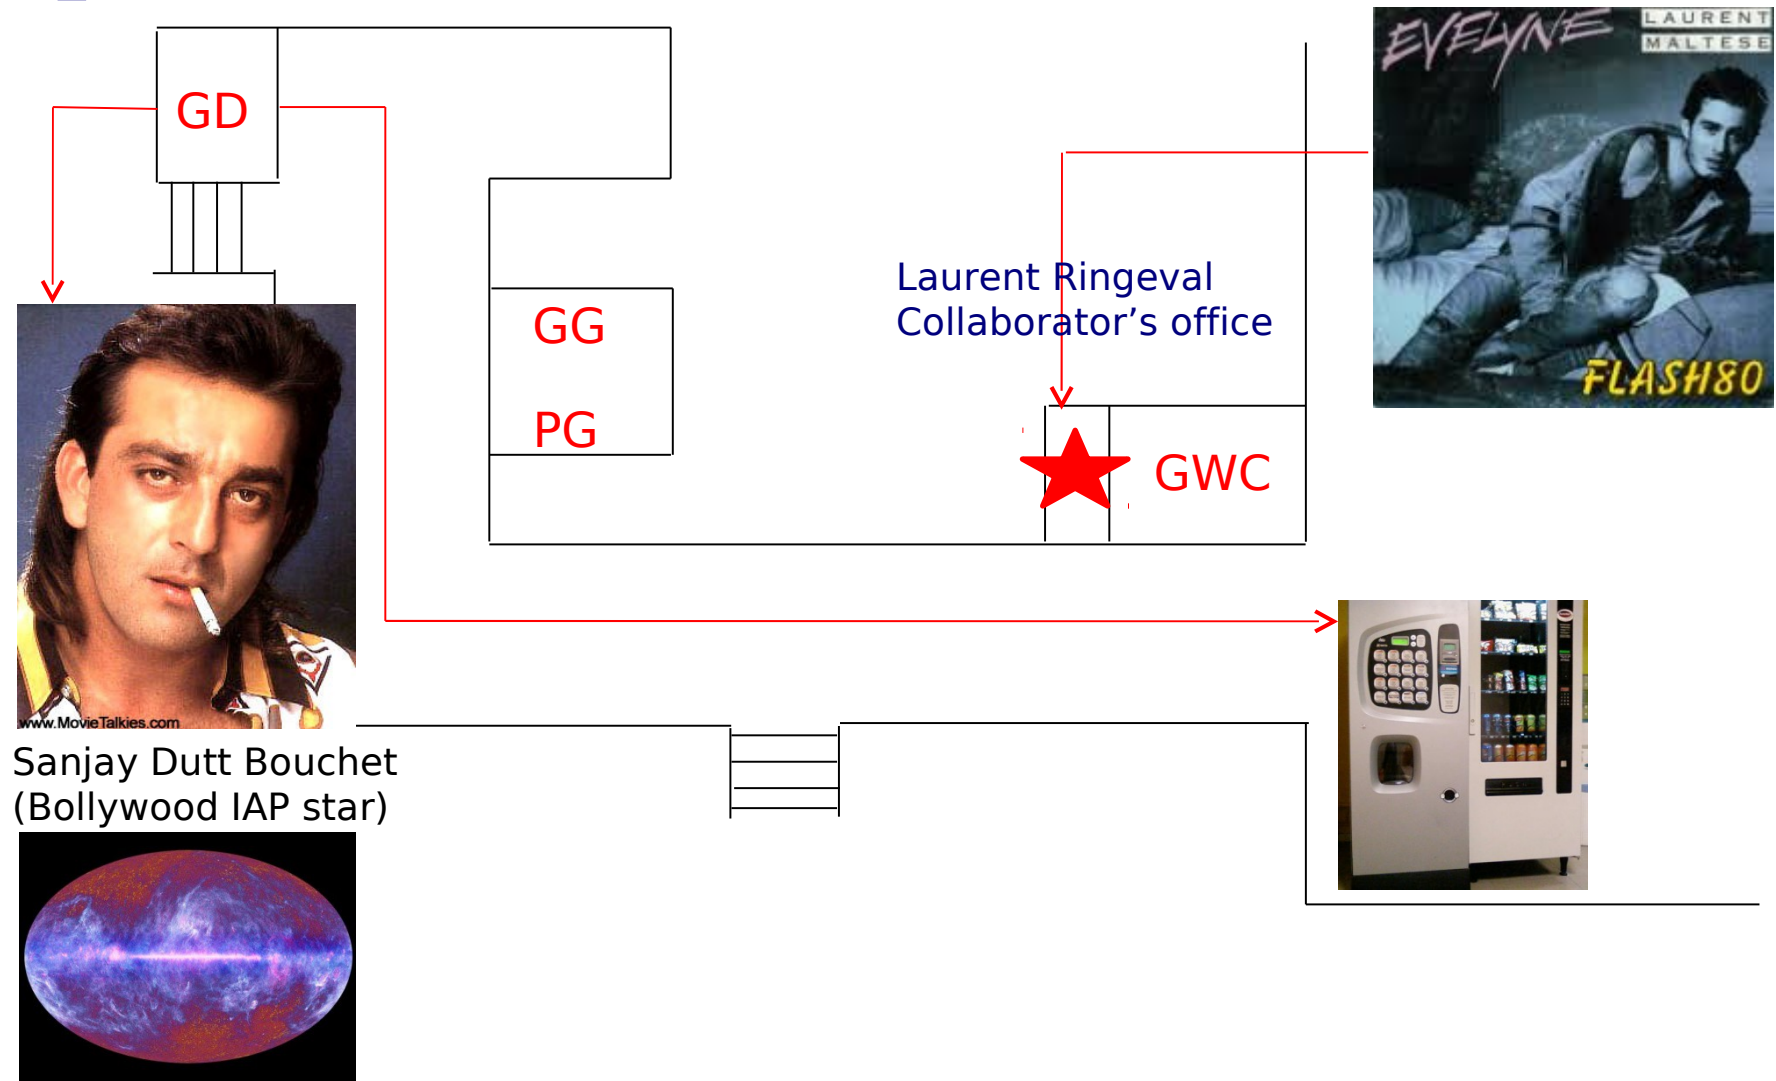 EVELYNE
LAURENT
MALTESE
GD
Laurent Ringeval
Collaborator’s office
GG
PG
FLASH80
GWC
www.MovieTalkies.com
Sanjay Dutt Bouchet
(Bollywood IAP star)